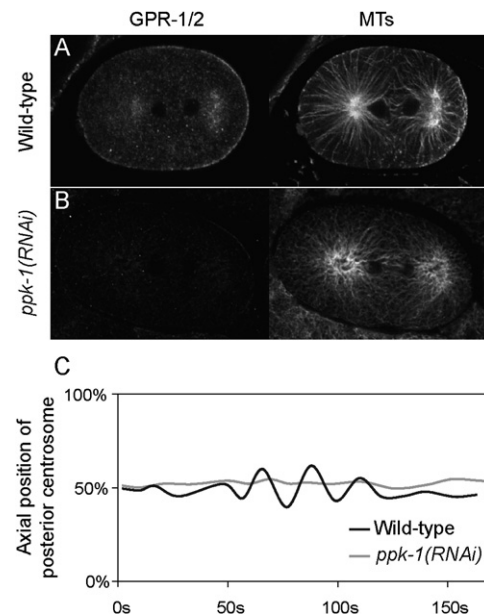 GPR-1/2 MTs
A
Wild-type
B
ppk-1(RNAi)
C
Axial position of
posterior centrosome
100%
50%
0%
Wild-type
ppk-1(RNAi)
0s 50s 100s 150s